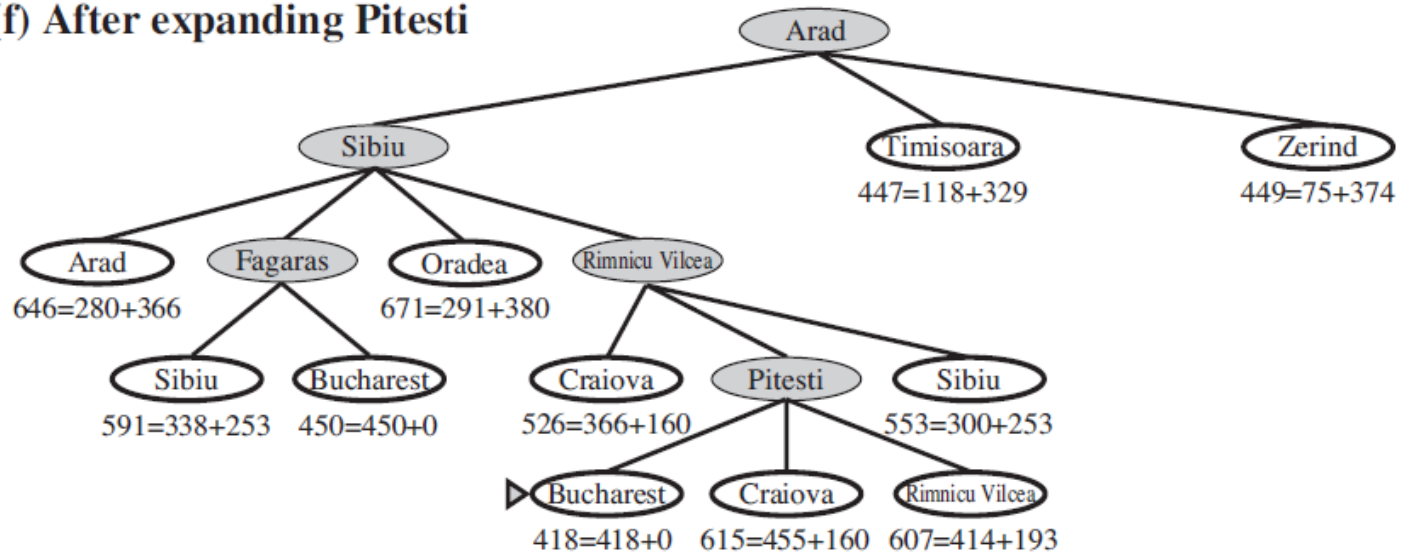 f) After expanding Pitesti
Arad
Sibiu Timisoara Zerind
447=118+329 449=75+374
Arad Fagaras Oradea Rimnicu Vilcea
646=280+366 671=291+380
Sibiu Bucharest Craiova Pitesti Sibiu
591=338+253 450=450+0 526=366+160 553=300+253
Bucharest Craiova Rimnicu Vilcea
418=418+0 615=455+160 607=414+193